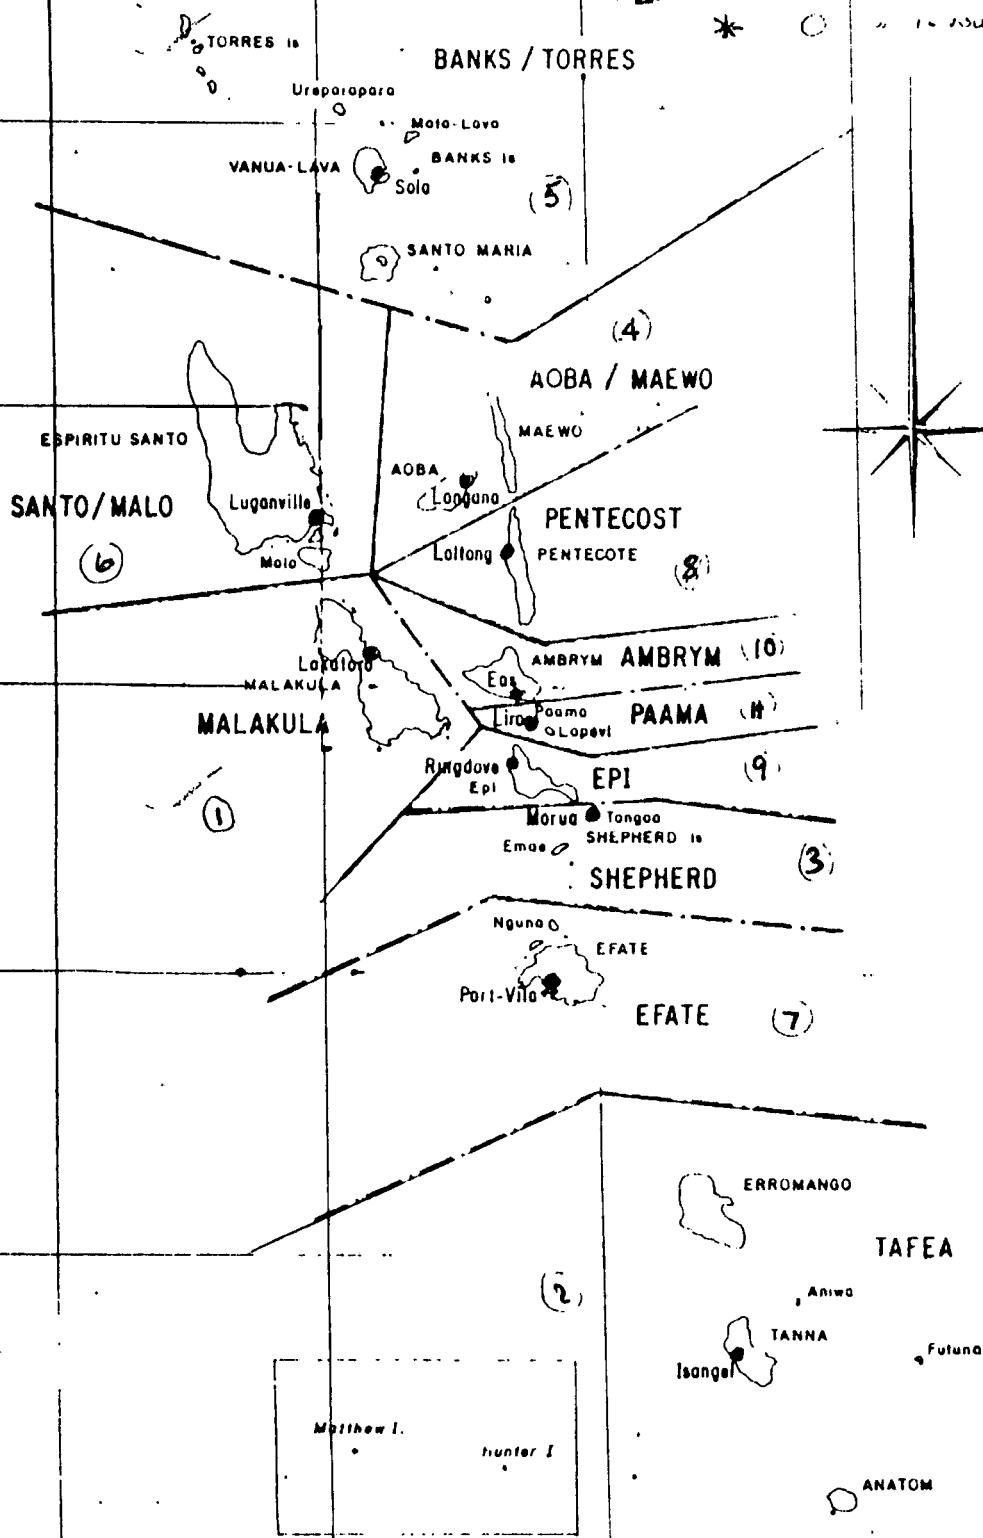 TORRES Is
BANKS / TORRES
Ureparapara
Mota-Lava
BANKS Is
VANUA-LAVA
Sola
(5)
SANTO MARIA
(4)
AOBA / MAEWO
MAEWO
ESPIRITU SANTO
AOBA
Longana
SANTO/MALO
Luganville
PENTECOST
Loltong
PENTECOTE
(6)
Malo
(8)
AMBRYM AMBRYM (10)
Lakatoro
Eas
MALAKULA
MALAKULA
Liro
Paama
PAAMA (11)
Lopevi
Ringdove
Epi
EPI
(9)
(1)
Morua
Tongoa
SHEPHERD Is
Emae
(3)
SHEPHERD
Nguna
EFATE
Port-Vila
EFATE
(7)
ERROMANGO
TAFEA
(2)
Aniwa
TANNA
Futuna
Isangel
Matthew I.
Hunter I
ANATOM